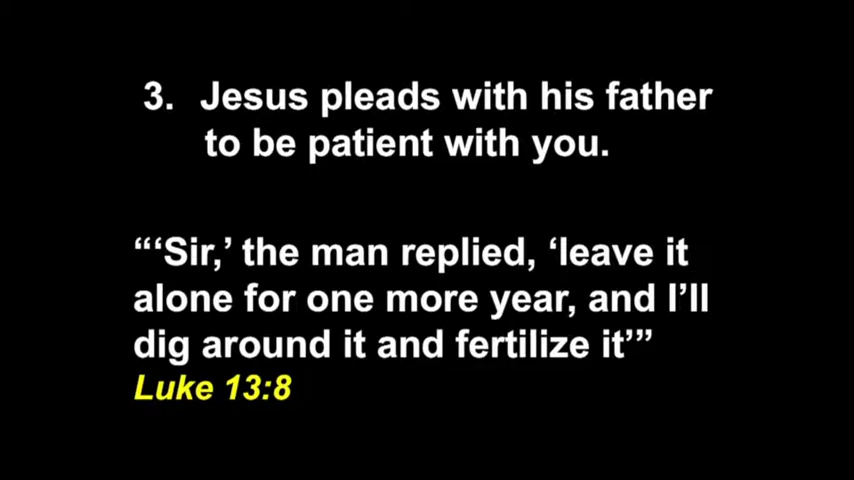 3. Jesus pleads with his father
to be patient with you.
“‘Sir,’ the man replied, ‘leave it
alone for one more year, and I’ll
dig around it and fertilize it’”
Luke 13:8